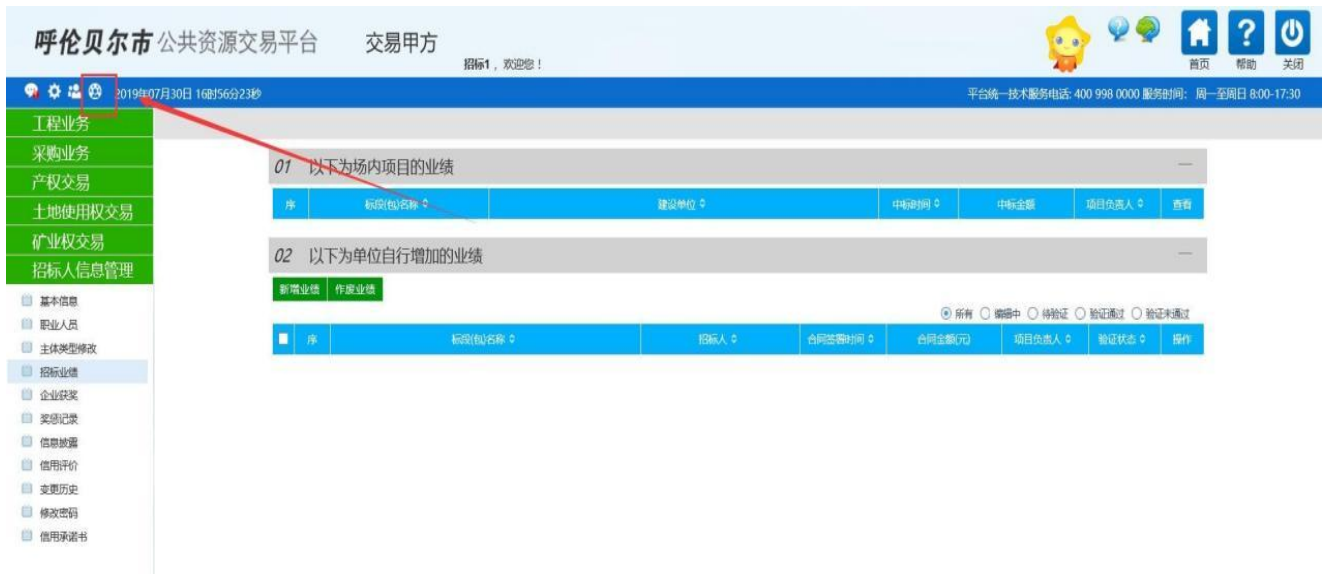 呼伦贝尔市 公共资源交易平台 交易甲方
招标1，欢迎您！
首页 帮助 关闭
2019年07月30日 16时56分23秒 平台统一技术服务电话: 400 998 0000 服务时间: 周一至周日 8:00-17:30
工程业务
采购业务
产权交易
土地使用权交易
矿业权交易
招标人信息管理
基本信息
职业人员
主体类型修改
招标业绩
企业获奖
奖惩记录
信息披露
信用评价
变更历史
修改密码
信用承诺书
01 以下为场内项目的业绩
序 标段(包)名称 建设单位 中标时间 中标金额 项目负责人 查看
02 以下为单位自行增加的业绩
新增业绩 作废业绩
所有 编辑中 待验证 验证通过 验证未通过
序 标段(包)名称 招标人 合同签署时间 合同金额(元) 项目负责人 验证状态 操作